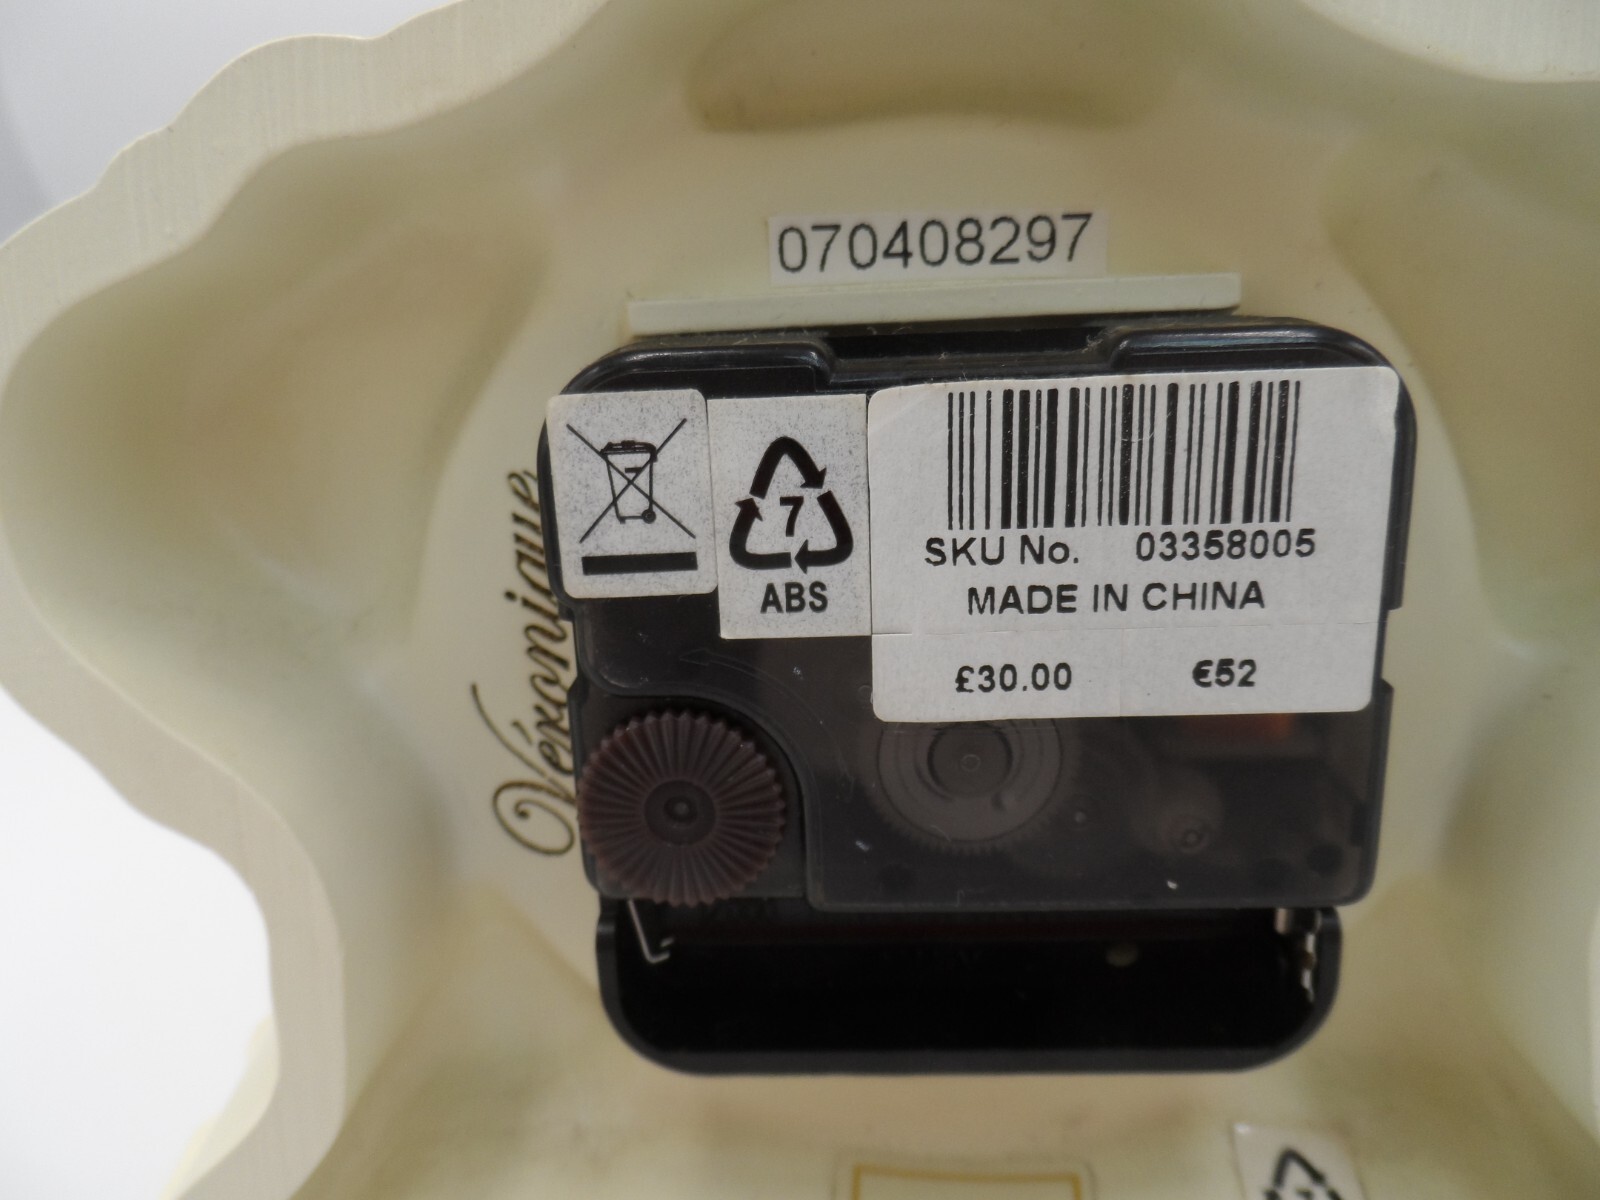 070408297
Véronique
7
ABS
SKU No. 03358005
MADE IN CHINA
£30.00 €52